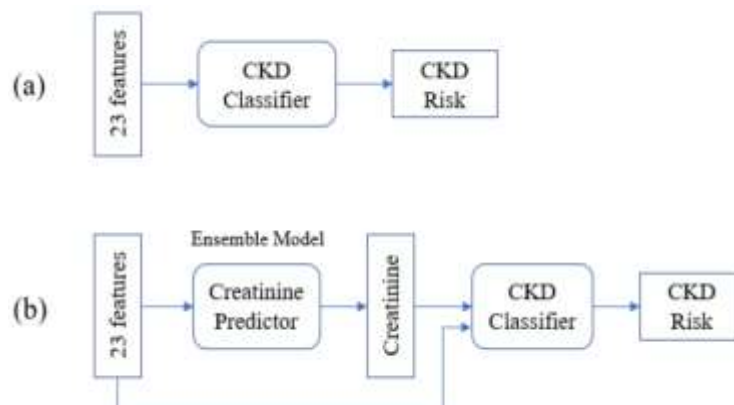 (a)
23 features
CKD
Classifier
CKD
Risk
(b)
23 features
Ensemble Model
Creatinine
Predictor
Creatinine
CKD
Classifier
CKD
Risk